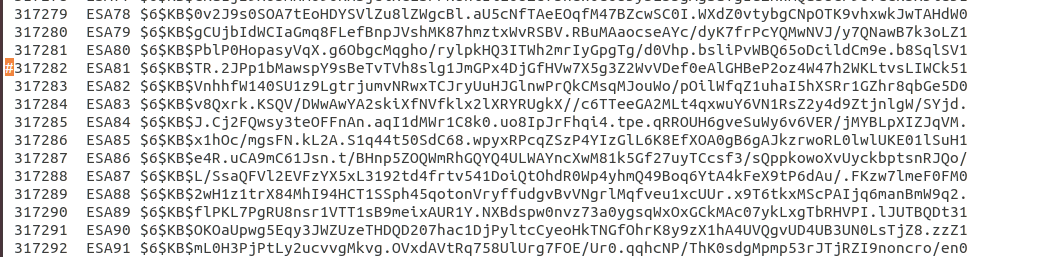 317279 ESA78 $6$KB$0v2J9s0SOA7tEoHDYSVlZu8lZWgcBl.aU5cNfTAeEOqfM47BZcwSC0I.WXdZ0vtybgCNpOTK9vhxwkJwTAHdW0
317280 ESA79 $6$KB$gCUjbIdWCIaGmq8FLefBnpJVshMK87hmztxWvRSBV.RBuMAaocseAYc/dyK7frPcYQMwNVJ/y7QNawB7k3oLZ1
317281 ESA80 $6$KB$PblP0HopasyVqX.g6ObgcMqgho/rylpkHQ3ITWh2mrIyGpgTg/d0Vhp.bsliPvWBQ65oDcildCm9e.b8SqlSV1
#317282 ESA81 $6$KB$TR.2JPp1bMawspY9sBeTvTVh8slg1JmGPx4DjGfHVw7X5g3Z2WvVDef0eAlGHBeP2oz4W47h2WKLtvsLIWCk51
317283 ESA82 $6$KB$VnhhfW140SU1z9LgtrjumvNRwxTCJryUuHJGlnwPrQkCMsqMJouWo/pOilWfqZ1uhaI5hXSRr1GZhr8qbGe5D0
317284 ESA83 $6$KB$v8Qxrk.KSQV/DWwAwYA2skiXfNVfklx2lXRYRUgkX//c6TTeeGA2MLt4qxwuY6VN1RsZ2y4d9ZtjnlgW/SYjd.
317285 ESA84 $6$KB$J.Cj2FQwsy3teOFFnAn.aqI1dMWr1C8k0.uo8IpJrFhqi4.tpe.qRROUH6gveSuWy6v6VER/jMYBLpXIZJqVM.
317286 ESA85 $6$KB$x1hOc/mgsFN.kL2A.S1q44t50SdC68.wpyxRPcqZSzP4YIzGlL6K8EfXOA0gB6gAJkzrwoRL0lwlUKE01lSuH1
317287 ESA86 $6$KB$e4R.uCA9mC61Jsn.t/BHnp5ZOQWmRhGQYQ4ULWAYncXwM81k5Gf27uyTCcsf3/sQppkowoXvUyckbptsnRJQo/
317288 ESA87 $6$KB$L/SsaQFVl2EVFzYX5xL3192td4frtv541DoiQtOhdR0Wp4yhmQ49Boq6YtA4kFeX9tP6dAu/.FKzw7lmeF0FM0
317289 ESA88 $6$KB$2wH1z1trX84MhI94HCT1SSph45qotonVryffudgvBvVNgrlMqfveu1xcUUr.x9T6tkxMScPAIjq6manBmW9q2.
317290 ESA89 $6$KB$flPKL7PgRU8nsr1VTT1sB9meixAUR1Y.NXBdspw0nvz73a0ygsqWxOxGCkMAc07ykLxgTbRHVPI.lJUTBQDt31
317291 ESA90 $6$KB$OKOaUpwg5Eqy3JWZUzeTHDQD207hac1DjPyltcCyeoHkTNGfOhrK8y9zX1hA4UVQgvUD4UB3UN0LsTjZ8.zzZ1
317292 ESA91 $6$KB$mL0H3PjPtLy2ucvvgMkvg.OVxdAVtRq758UlUrg7FOE/Ur0.qqhcNP/ThK0sdgMpmp53rJTjRZI9noncro/en0